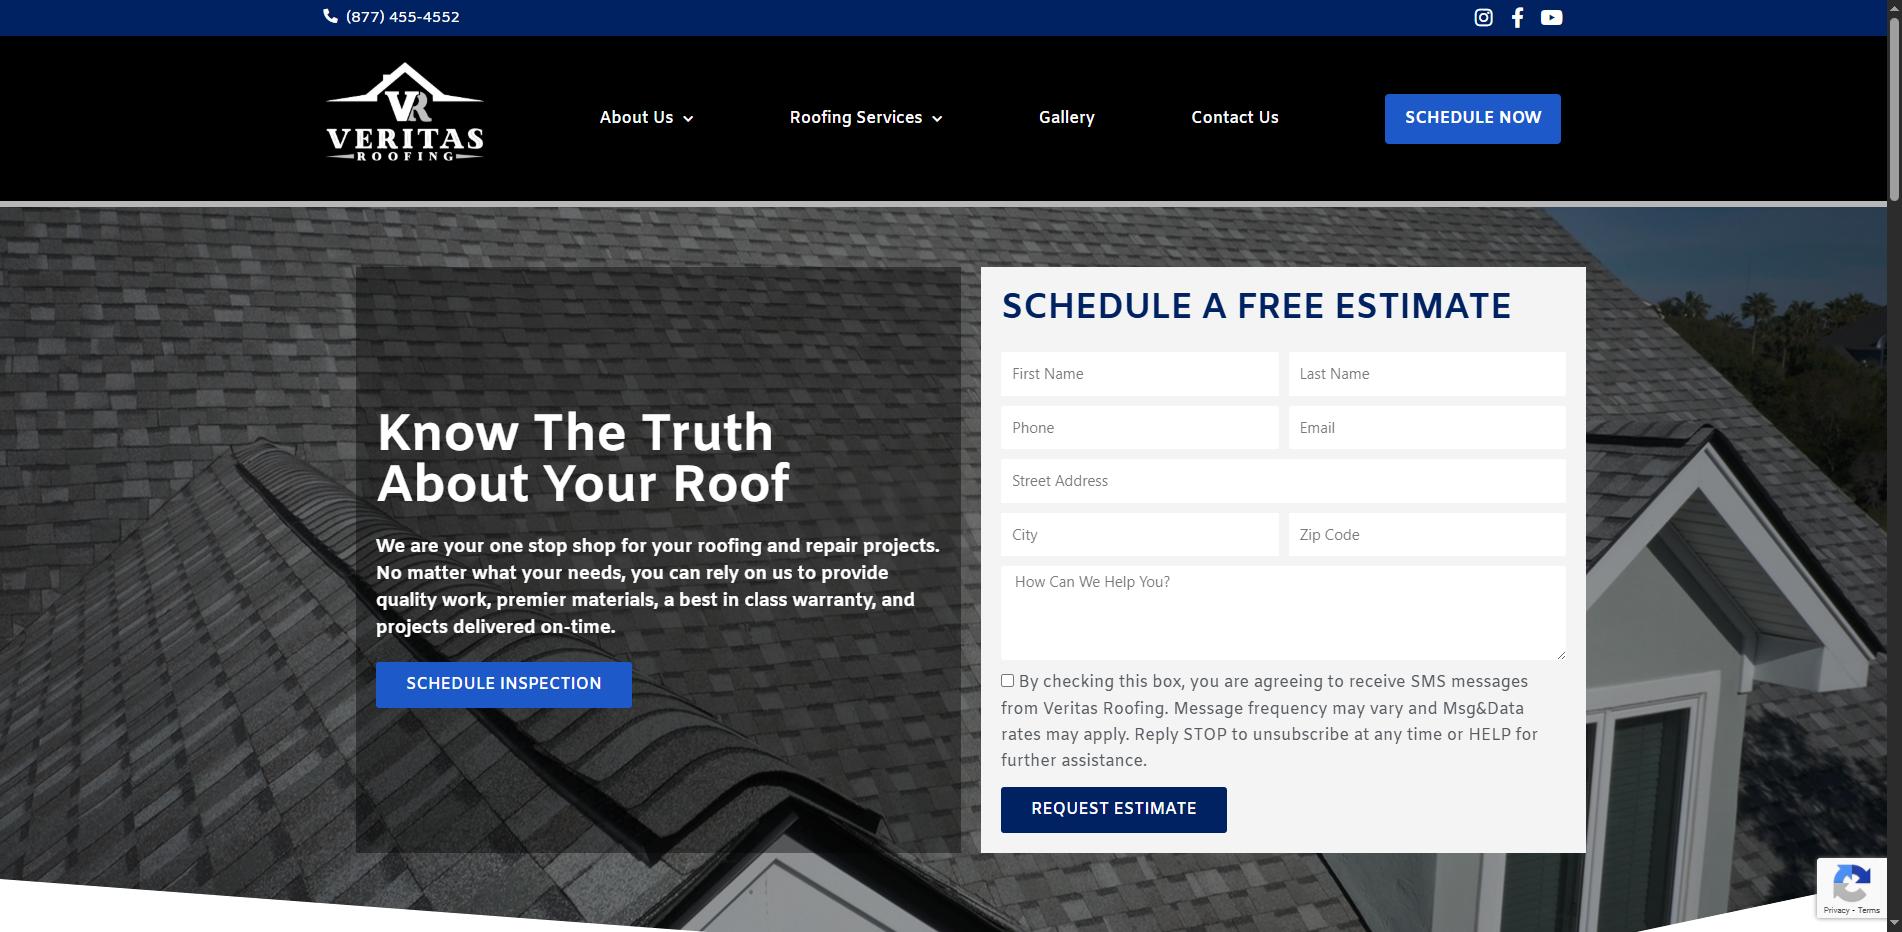 (877) 455-4552
VR
VERITAS
ROOFING
About Us
Roofing Services
Gallery
Contact Us
SCHEDULE NOW
Know The Truth
About Your Roof
We are your one stop shop for your roofing and repair projects.
No matter what your needs, you can rely on us to provide
quality work, premier materials, a best in class warranty, and
projects delivered on-time.
SCHEDULE INSPECTION
SCHEDULE A FREE ESTIMATE
First Name
Last Name
Phone
Email
Street Address
City
Zip Code
How Can We Help You?
By checking this box, you are agreeing to receive SMS messages
from Veritas Roofing. Message frequency may vary and Msg&Data
rates may apply. Reply STOP to unsubscribe at any time or HELP for
further assistance.
REQUEST ESTIMATE
Privacy - Terms